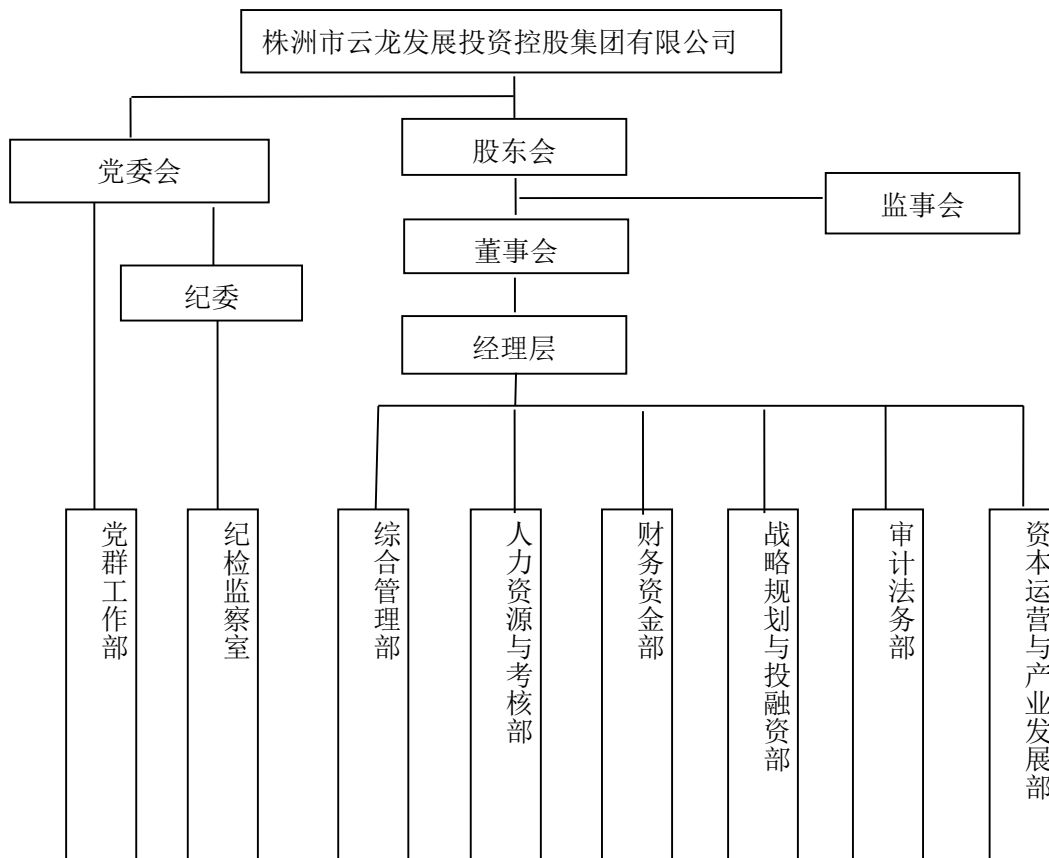 株洲市云龙发展投资控股集团有限公司
党委会
股东会
监事会
董事会
纪委
经理层
党群工作部
纪检监察室
综合管理部
人力资源与考核部
财务资金部
战略规划与投融资部
审计法务部
资本运营与产业发展部